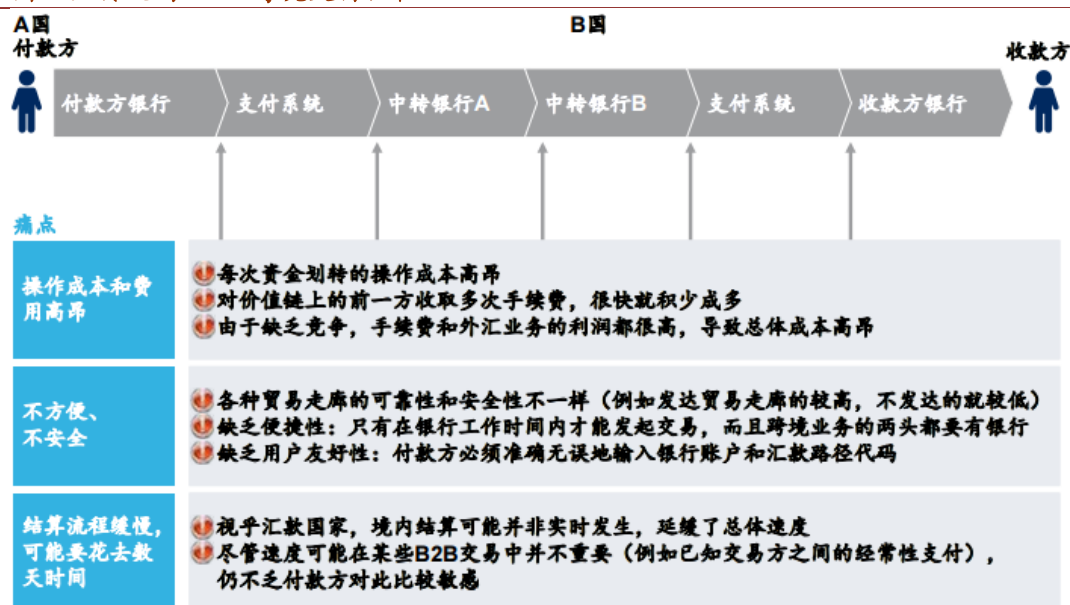 A国
B国
付款方
收款方
付款方银行
支付系统
中转银行A
中转银行B
支付系统
收款方银行
痛点
操作成本和费
用高昂
每次资金划转的操作成本高昂
对价值链上的前一方收取多次手续费，很快就积少成多
由于缺乏竞争，手续费和外汇业务的利润都很高，导致总体成本高昂
不方便、
不安全
各种贸易走廊的可靠性和安全性不一样（例如发达贸易走廊的较高，不发达的就较低）
缺乏便捷性：只有在银行工作时间内才能发起交易，而且跨境业务的两头都要有银行
缺乏用户友好性：付款方必须准确无误地输入银行账户和汇款路径代码
结算流程缓慢，
可能要花去数
天时间
视乎汇款国家，境内结算可能并非实时发生，延缓了总体速度
尽管速度可能在某些B2B交易中并不重要（例如已知交易方之间的经常性支付），
仍不乏付款方对此比较敏感